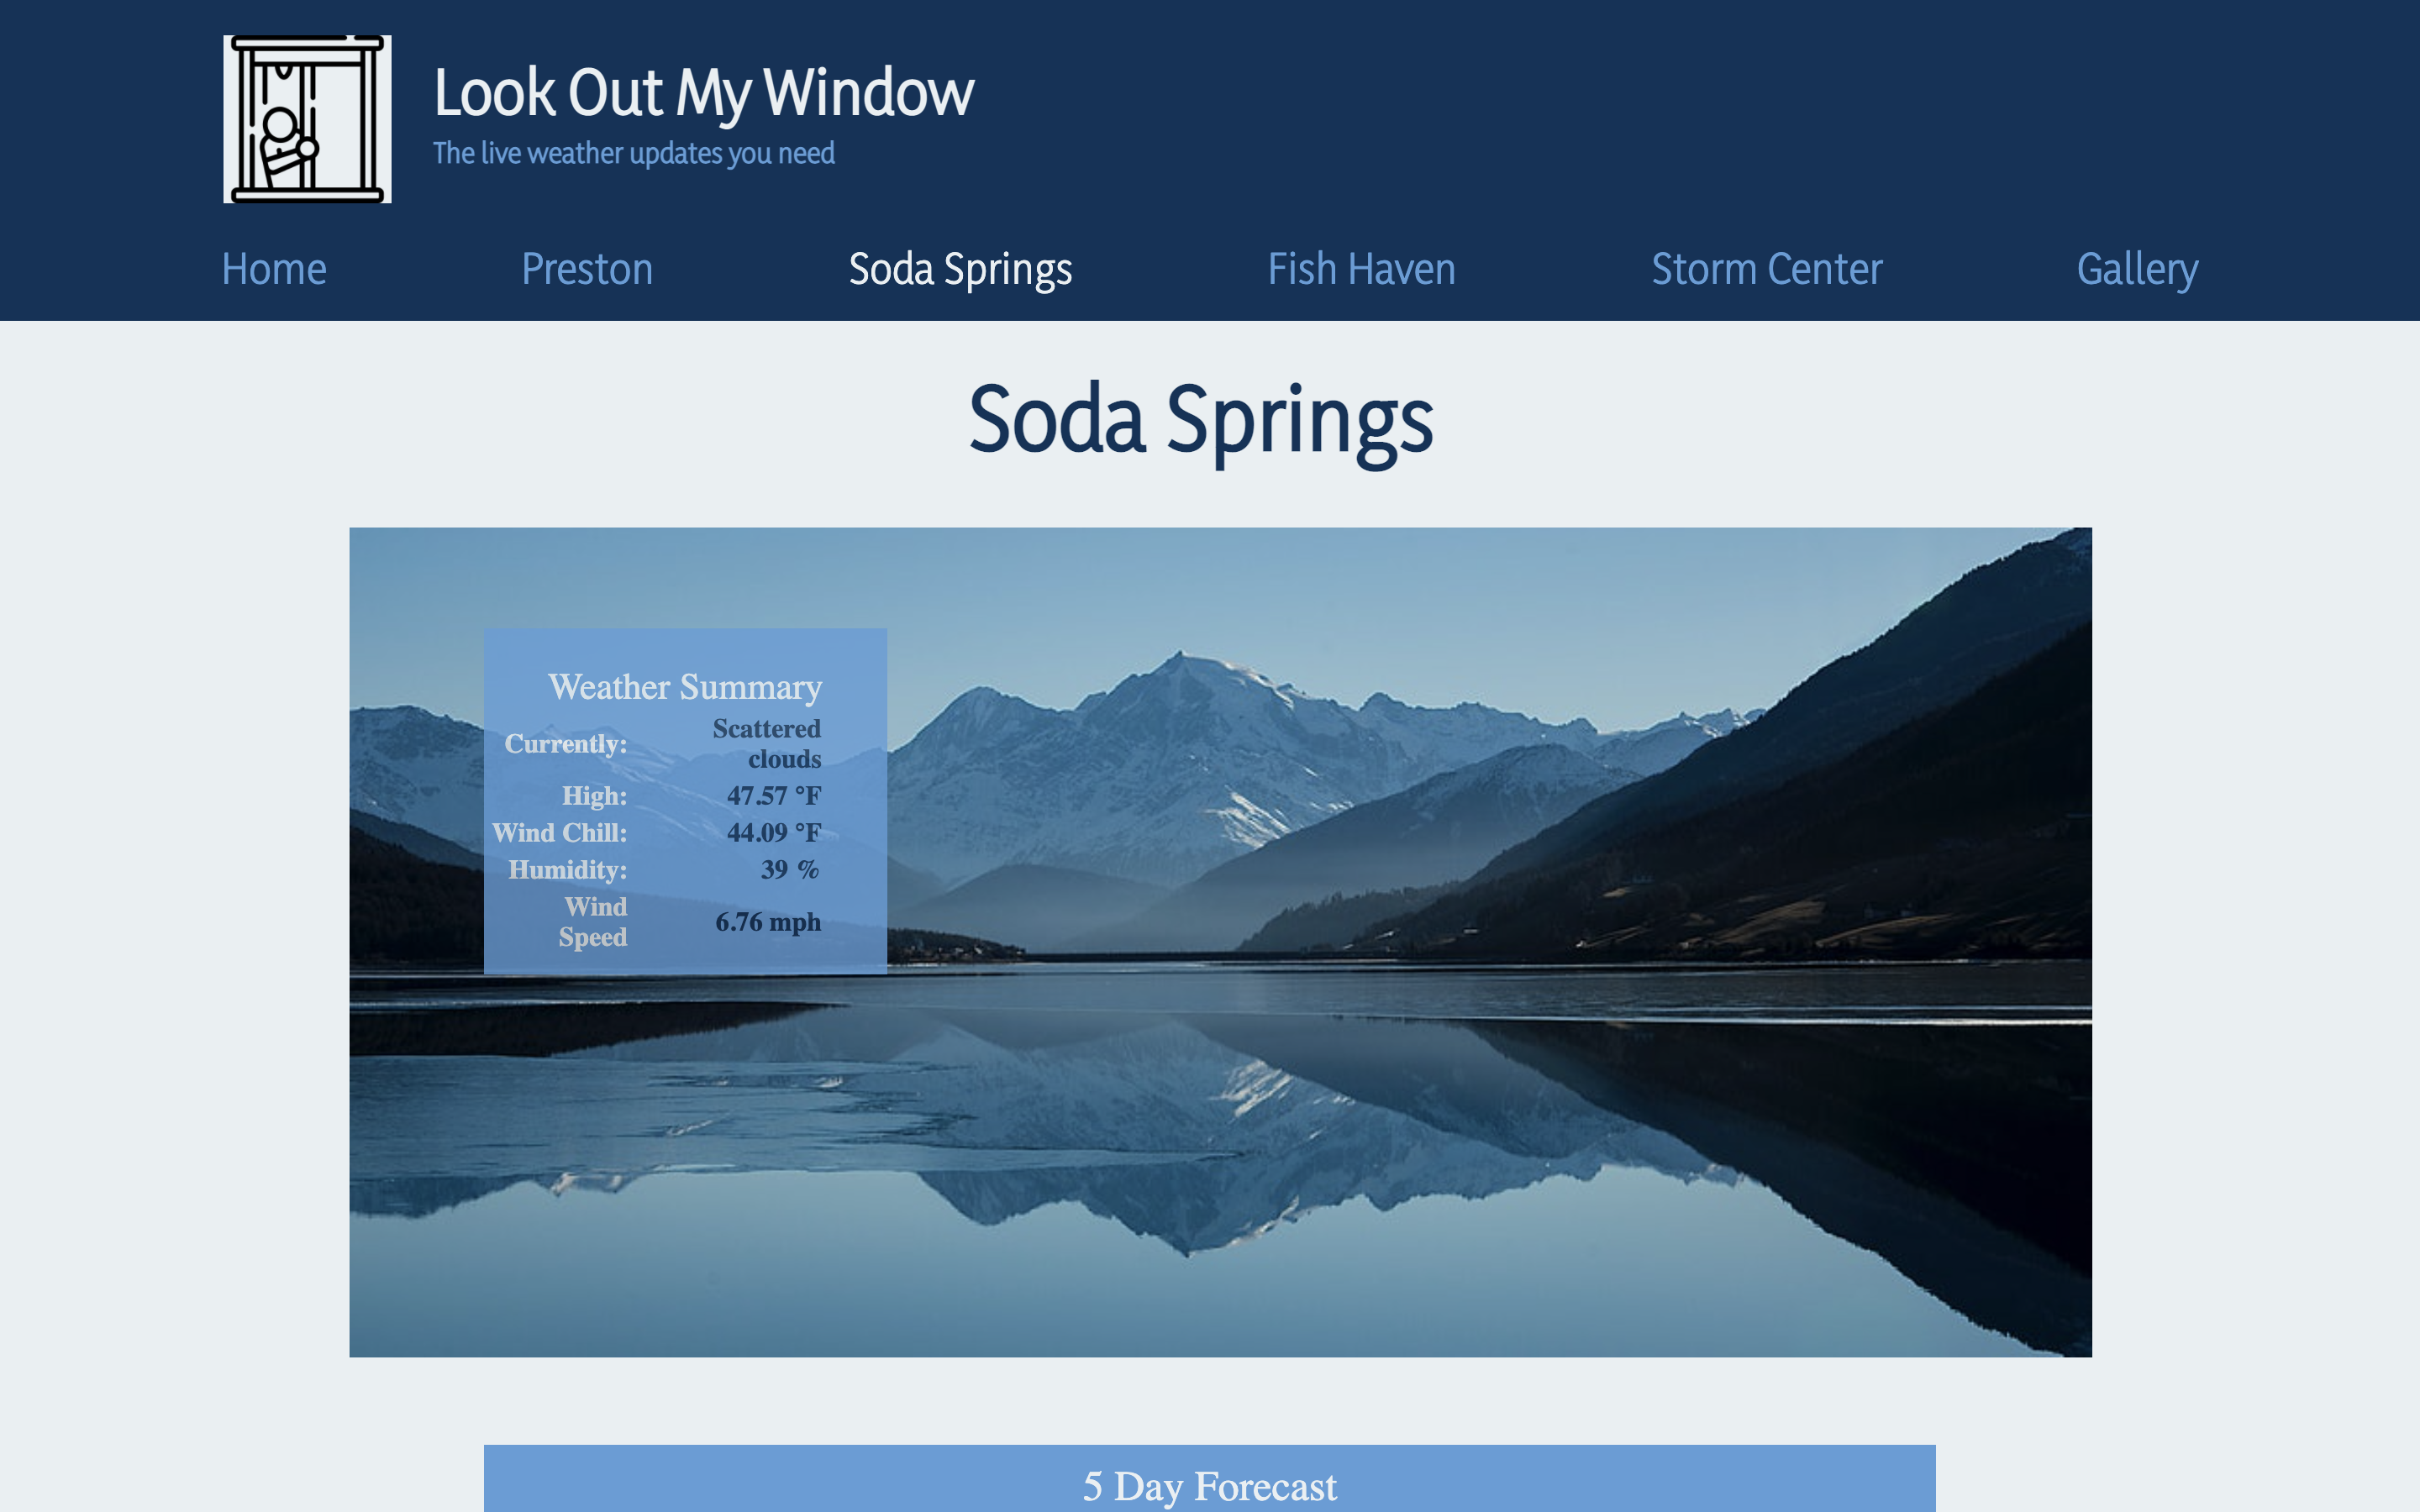 Look Out My Window
The live weather updates you need
Home Preston Soda Springs Fish Haven Storm Center Gallery
Soda Springs
Weather Summary
Currently: Scattered clouds
High: 47.57 °F
Wind Chill: 44.09 °F
Humidity: 39 %
Wind Speed 6.76 mph
5 Day Forecast